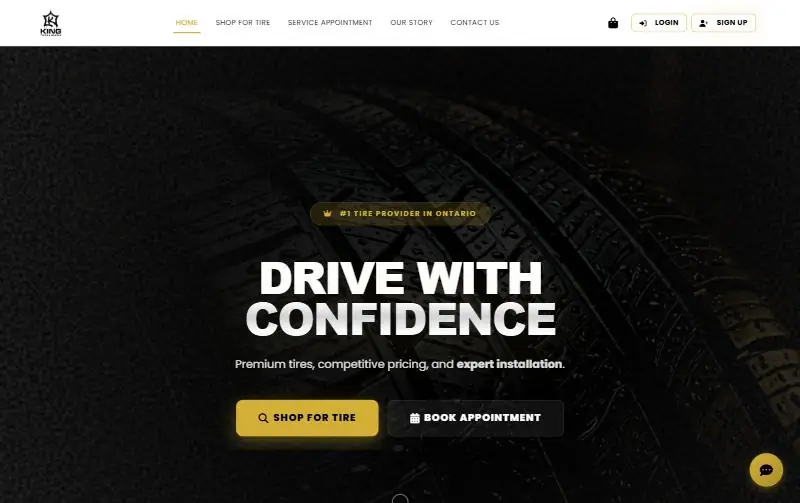 KING
HOME
SHOP FOR TIRE
SERVICE APPOINTMENT
OUR STORY
CONTACT US
LOGIN
SIGN UP
#1 TIRE PROVIDER IN ONTARIO
DRIVE WITH
CONFIDENCE
Premium tires, competitive pricing, and expert installation.
SHOP FOR TIRE
BOOK APPOINTMENT